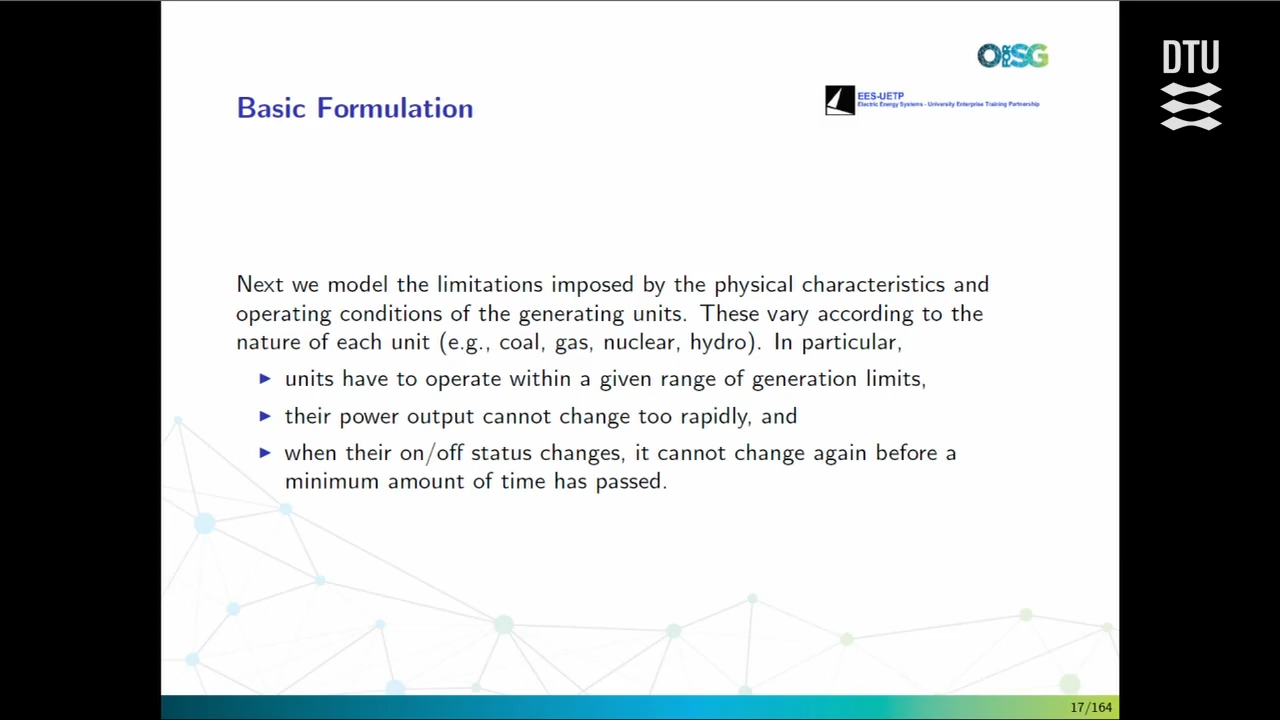 OR FOR SG
DTU
EES-UETP
Electric Energy Systems - University Enterprise Training Partnership
Basic Formulation
Next we model the limitations imposed by the physical characteristics and
operating conditions of the generating units. These vary according to the
nature of each unit (e.g., coal, gas, nuclear, hydro). In particular,
▶ units have to operate within a given range of generation limits,
▶ their power output cannot change too rapidly, and
▶ when their on/off status changes, it cannot change again before a
minimum amount of time has passed.
17/164